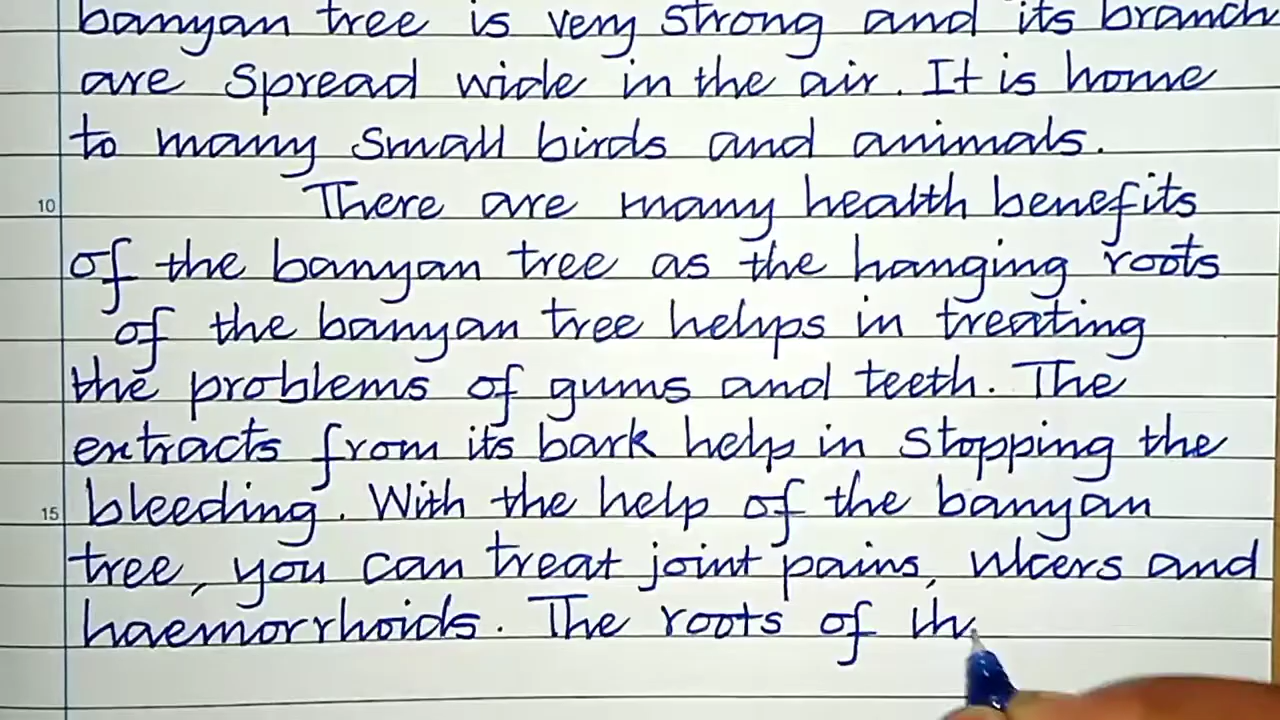 banyan tree is very strong and its branch
are spread wide in the air. It is home
to many small birds and animals.
10 There are many health benefits
of the banyan tree as the hanging roots
of the banyan tree helps in treating
the problems of gums and teeth. The
extracts from its bark help in stopping the
15 bleeding. With the help of the banyan
tree, you can treat joint pains, ulcers and
haemorrhoids. The roots of th